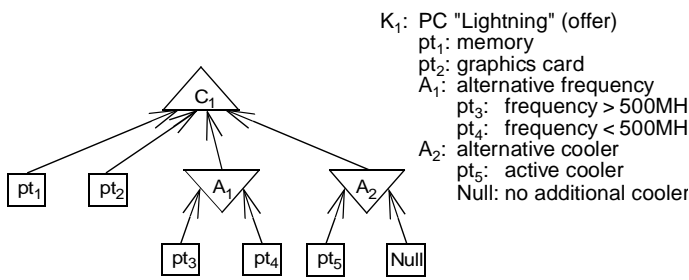 K₁: PC "Lightning" (offer)
pt₁: memory
pt₂: graphics card
A₁: alternative frequency
pt₃: frequency > 500MH
pt₄: frequency < 500MH
A₂: alternative cooler
pt₅: active cooler
Null: no additional cooler
C₁
pt₁
pt₂
A₁
A₂
pt₃
pt₄
pt₅
Null